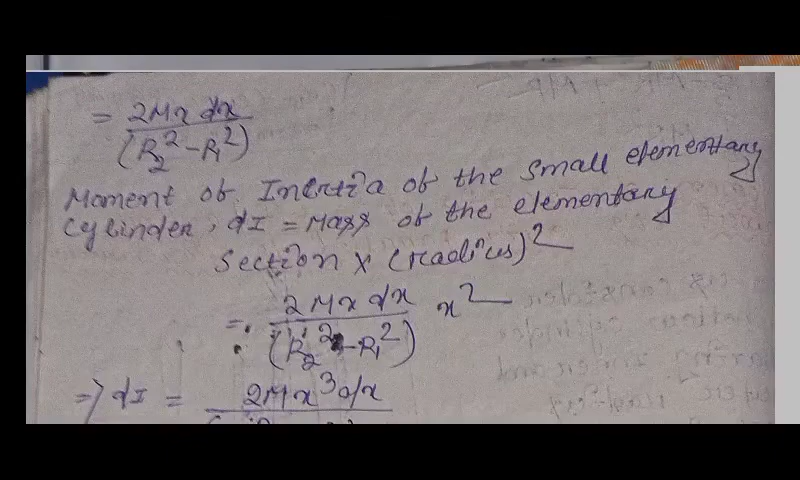 = 2Mx dx / (R₂² - R₁²)
Moment of Inertia of the small elementary
cylinder, dI = Mass of the elementary
section × (radius)²
= 2Mx dx / (R₂² - R₁²) x²
=> dI = 2Mx³dx